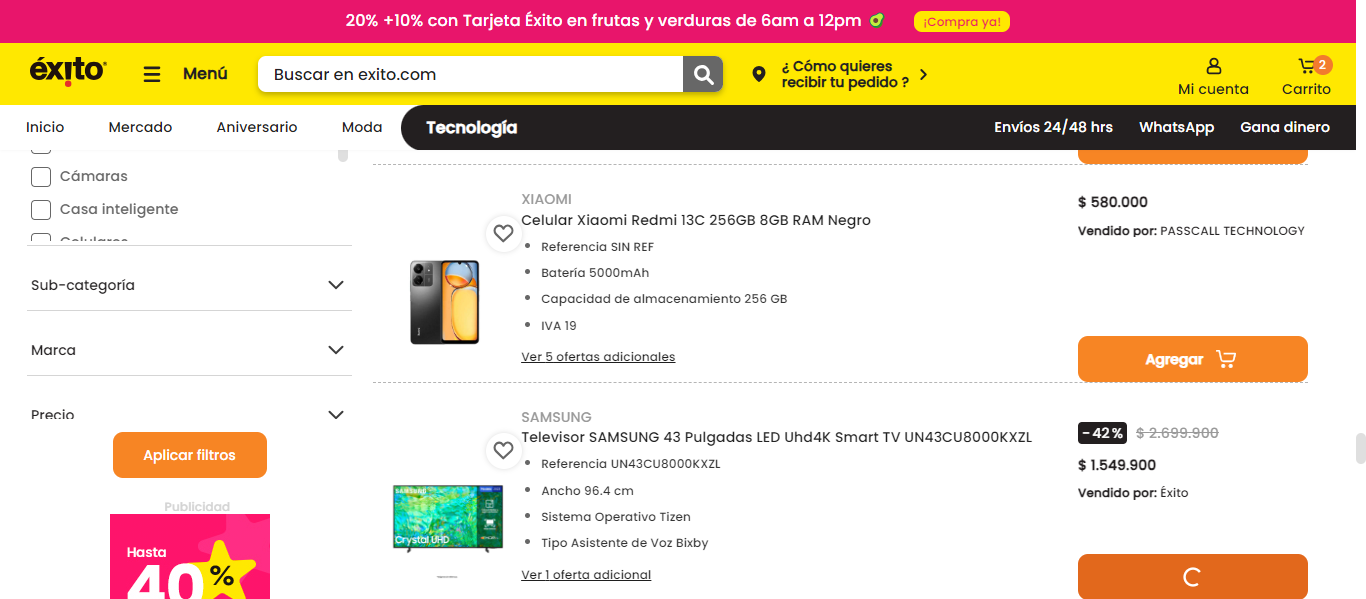 20% +10% con Tarjeta Éxito en frutas y verduras de 6am a 12pm
¡Compra ya!
éxito
Menú
Buscar en exito.com
¿ Cómo quieres
recibir tu pedido ?
Mi cuenta
2
Carrito
Inicio
Mercado
Aniversario
Moda
Tecnología
Envíos 24/48 hrs
WhatsApp
Gana dinero
Cámaras
Casa inteligente
Celulares
Sub-categoría
Marca
Precio
Aplicar filtros
Publicidad
Hasta
40%
XIAOMI
Celular Xiaomi Redmi 13C 256GB 8GB RAM Negro
Referencia SIN REF
Batería 5000mAh
Capacidad de almacenamiento 256 GB
IVA 19
Ver 5 ofertas adicionales
$ 580.000
Vendido por: PASSCALL TECHNOLOGY
Agregar
SAMSUNG
Televisor SAMSUNG 43 Pulgadas LED Uhd4K Smart TV UN43CU8000KXZL
Referencia UN43CU8000KXZL
Ancho 96.4 cm
Sistema Operativo Tizen
Tipo Asistente de Voz Bixby
Ver 1 oferta adicional
SAMSUNG
Crystal UHD
-42% $ 2.699.900
$ 1.549.900
Vendido por: Éxito